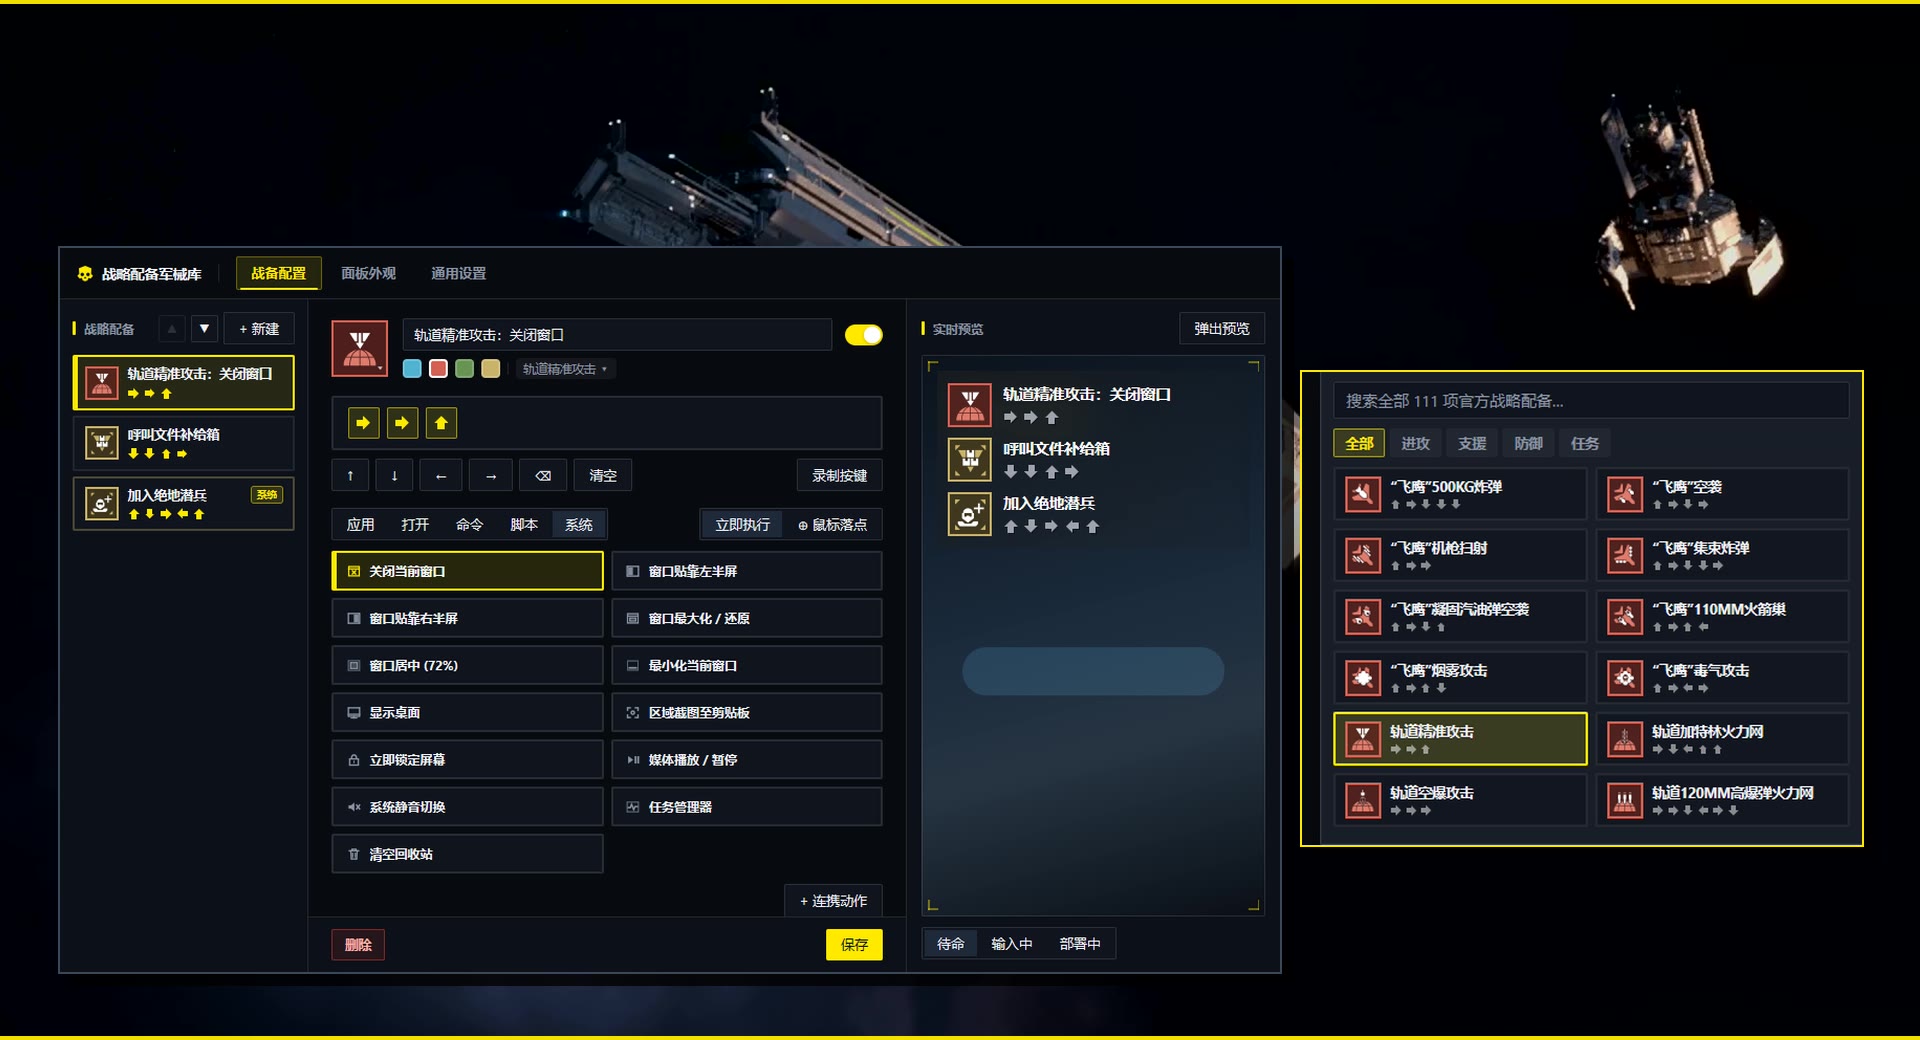 战略配备军械库
战备配置
面板外观
通用设置
战略配备
▲
▼
+ 新建
轨道精准攻击：关闭窗口
呼叫文件补给箱
加入绝地潜兵
系统
轨道精准攻击：关闭窗口
轨道精准攻击 ▾
↑
↓
←
→
⌫
清空
录制按键
应用
打开
命令
脚本
系统
立即执行
⊕ 鼠标落点
关闭当前窗口
窗口贴靠左半屏
窗口贴靠右半屏
窗口最大化 / 还原
窗口居中 (72%)
最小化当前窗口
显示桌面
区域截图至剪贴板
立即锁定屏幕
媒体播放 / 暂停
系统静音切换
任务管理器
清空回收站
+ 连携动作
删除
保存
实时预览
弹出预览
轨道精准攻击：关闭窗口
呼叫文件补给箱
加入绝地潜兵
待命
输入中
部署中
搜索全部 111 项官方战略配备...
全部
进攻
支援
防御
任务
“飞鹰”500KG炸弹
“飞鹰”空袭
“飞鹰”机枪扫射
“飞鹰”集束炸弹
“飞鹰”凝固汽油弹空袭
“飞鹰”110MM火箭巢
“飞鹰”烟雾攻击
“飞鹰”毒气攻击
轨道精准攻击
轨道加特林火力网
轨道空爆攻击
轨道120MM高爆弹火力网